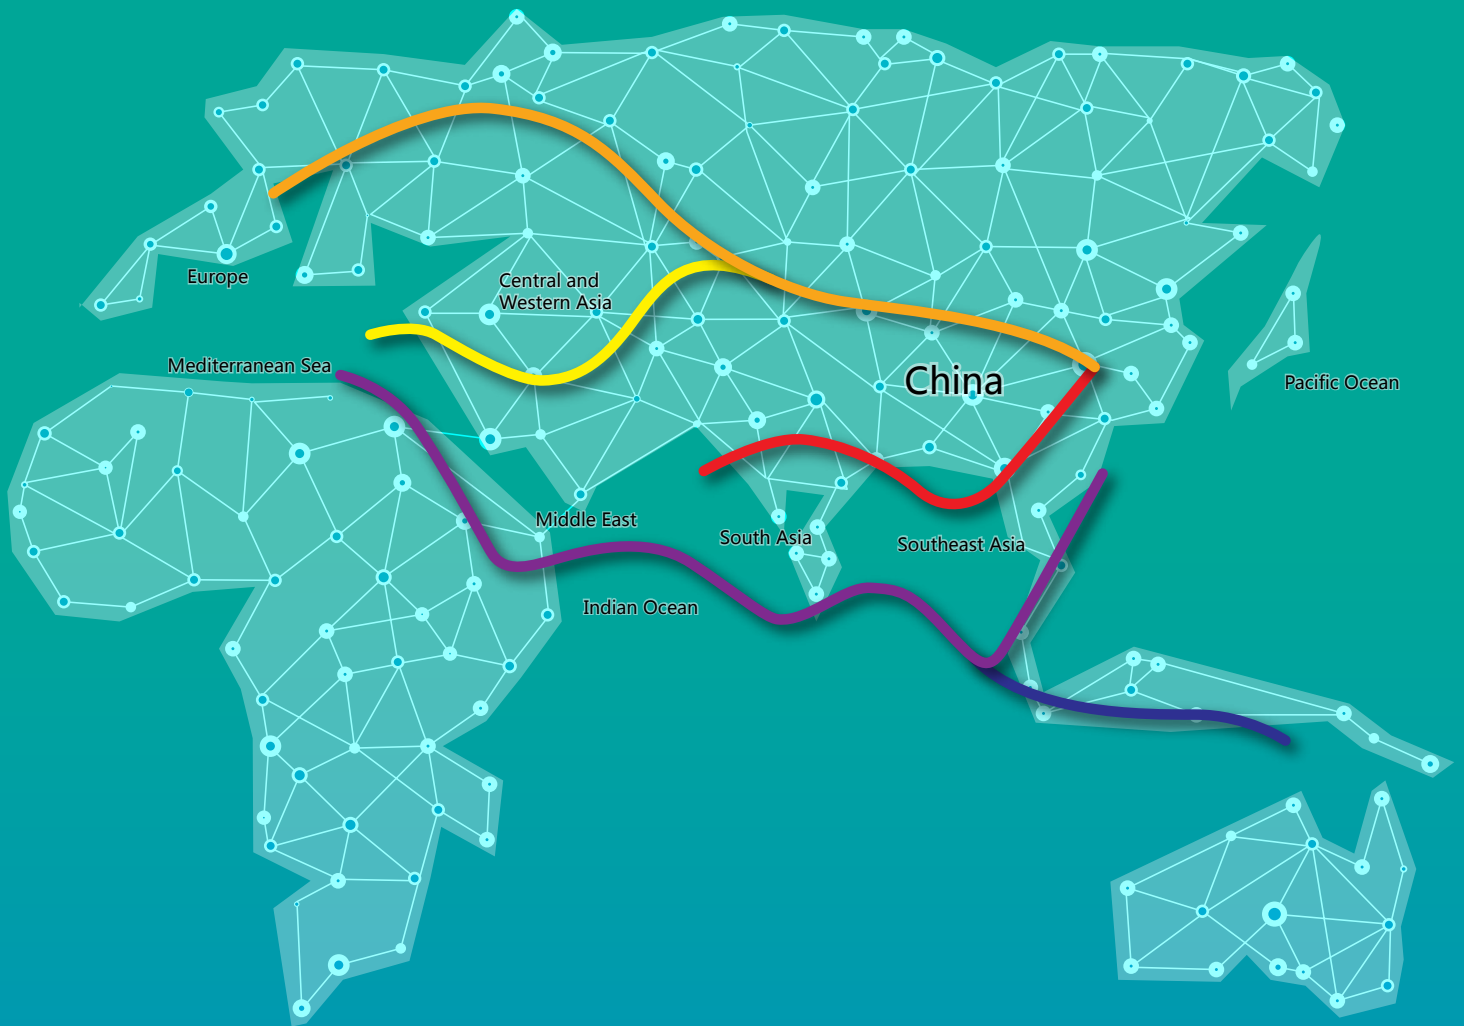 Europe
Central and
Western Asia
Mediterranean Sea
China
Pacific Ocean
Middle East
South Asia
Southeast Asia
Indian Ocean